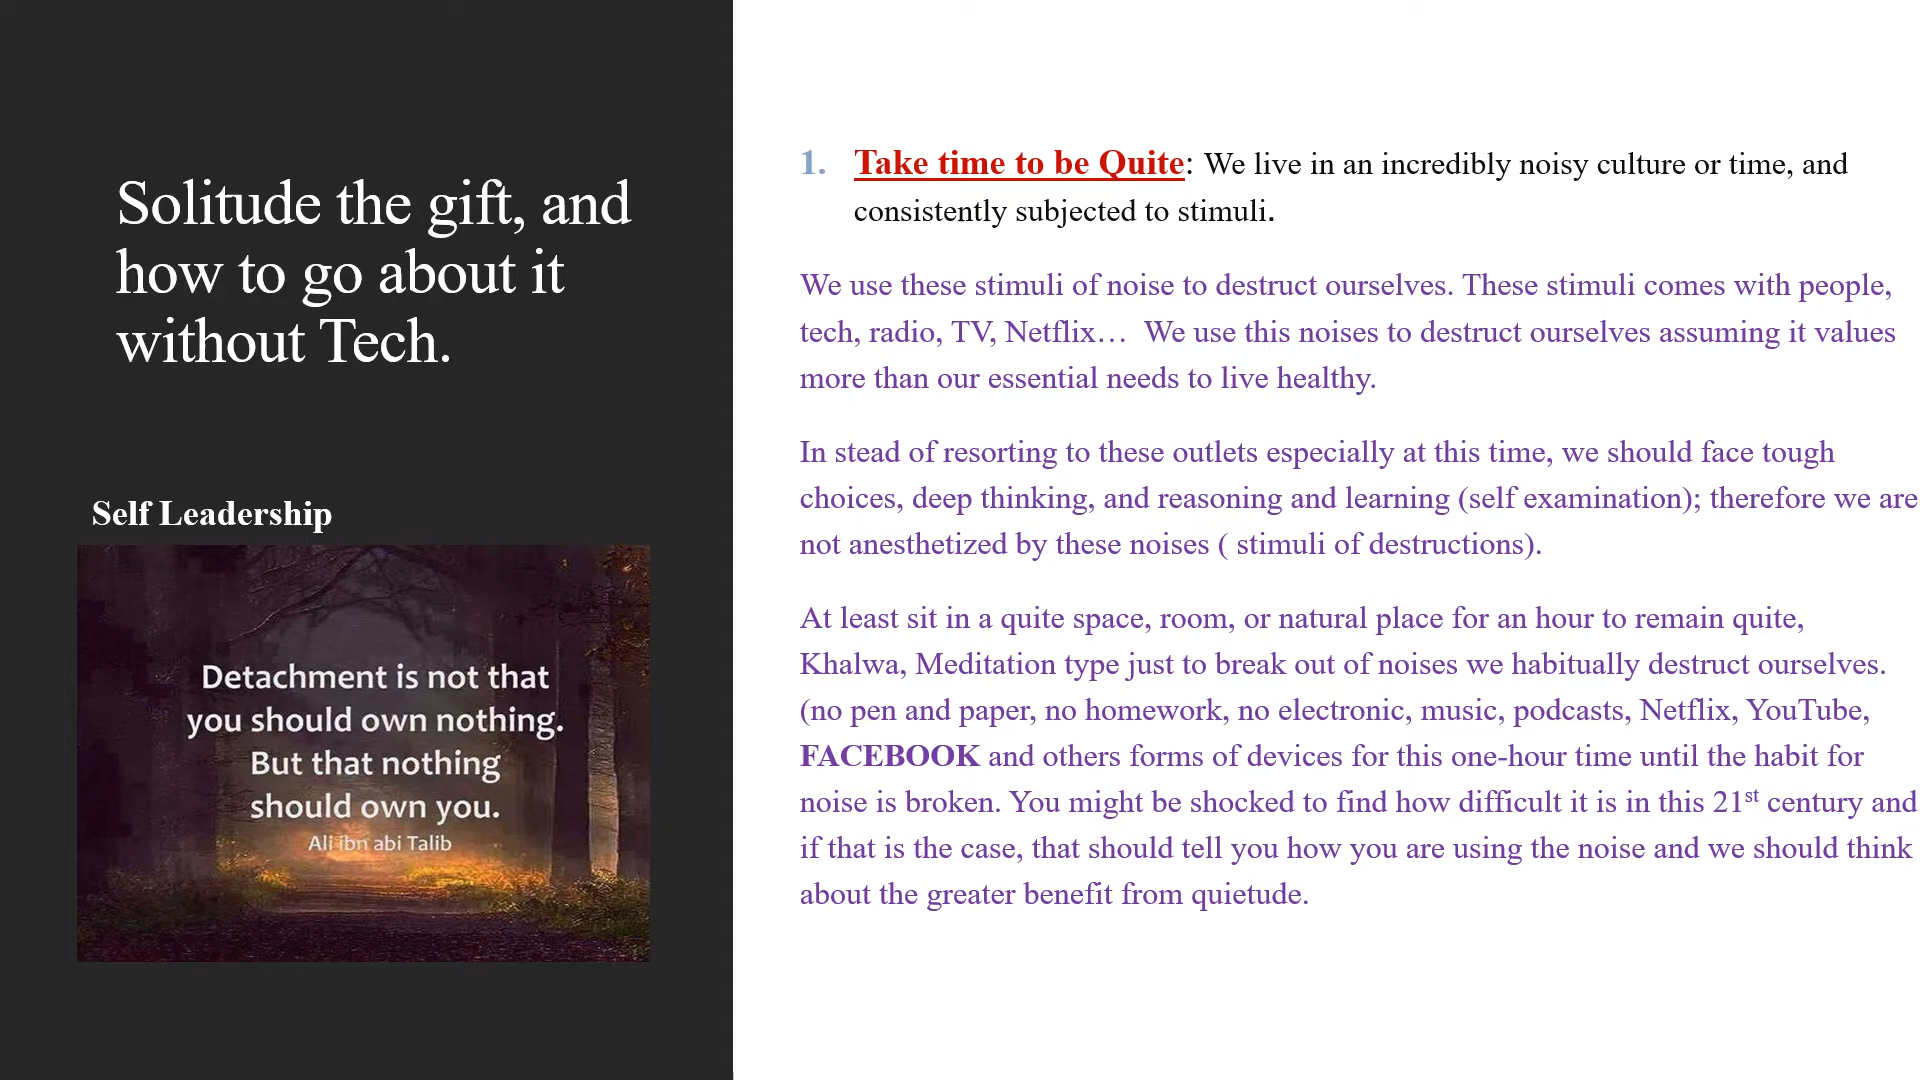 Solitude the gift, and
how to go about it
without Tech.
Self Leadership
Detachment is not that
you should own nothing.
But that nothing
should own you.
Ali ibn abi Talib
1. Take time to be Quite: We live in an incredibly noisy culture or time, and
consistently subjected to stimuli.
We use these stimuli of noise to destruct ourselves. These stimuli comes with people,
tech, radio, TV, Netflix… We use this noises to destruct ourselves assuming it values
more than our essential needs to live healthy.
In stead of resorting to these outlets especially at this time, we should face tough
choices, deep thinking, and reasoning and learning (self examination); therefore we are
not anesthetized by these noises ( stimuli of destructions).
At least sit in a quite space, room, or natural place for an hour to remain quite,
Khalwa, Meditation type just to break out of noises we habitually destruct ourselves.
(no pen and paper, no homework, no electronic, music, podcasts, Netflix, YouTube,
FACEBOOK and others forms of devices for this one-hour time until the habit for
noise is broken. You might be shocked to find how difficult it is in this 21st century and
if that is the case, that should tell you how you are using the noise and we should think
about the greater benefit from quietude.